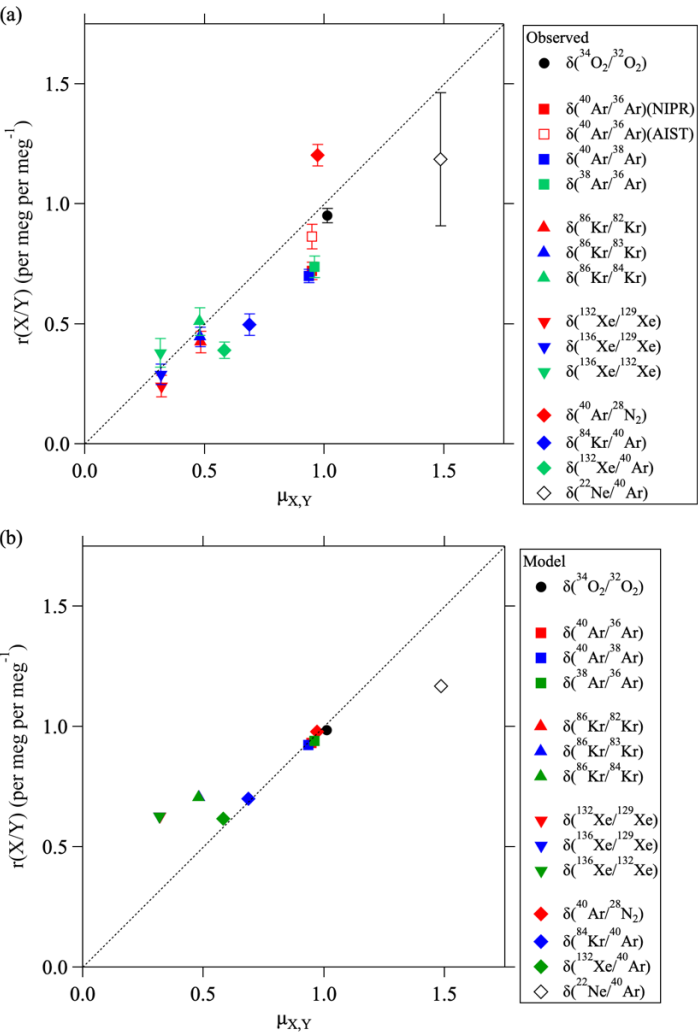 (a)
Observed
δ(³⁴O₂/³²O₂)
δ(⁴⁰Ar/³⁶Ar)(NIPR)
δ(⁴⁰Ar/³⁶Ar)(AIST)
δ(⁴⁰Ar/³⁸Ar)
δ(³⁸Ar/³⁶Ar)
δ(⁸⁶Kr/⁸²Kr)
δ(⁸⁶Kr/⁸³Kr)
δ(⁸⁶Kr/⁸⁴Kr)
δ(¹³²Xe/¹²⁹Xe)
δ(¹³⁶Xe/¹²⁹Xe)
δ(¹³⁶Xe/¹³²Xe)
δ(⁴⁰Ar/²⁸N₂)
δ(⁸⁴Kr/⁴⁰Ar)
δ(¹³²Xe/⁴⁰Ar)
δ(²²Ne/⁴⁰Ar)
r(X/Y) (per meg per meg⁻¹)
1.5
1.0
0.5
0.0
0.0 0.5 1.0 1.5
μX,Y
(b)
Model
δ(³⁴O₂/³²O₂)
δ(⁴⁰Ar/³⁶Ar)
δ(⁴⁰Ar/³⁸Ar)
δ(³⁸Ar/³⁶Ar)
δ(⁸⁶Kr/⁸²Kr)
δ(⁸⁶Kr/⁸³Kr)
δ(⁸⁶Kr/⁸⁴Kr)
δ(¹³²Xe/¹²⁹Xe)
δ(¹³⁶Xe/¹²⁹Xe)
δ(¹³⁶Xe/¹³²Xe)
δ(⁴⁰Ar/²⁸N₂)
δ(⁸⁴Kr/⁴⁰Ar)
δ(¹³²Xe/⁴⁰Ar)
δ(²²Ne/⁴⁰Ar)
r(X/Y) (per meg per meg⁻¹)
1.5
1.0
0.5
0.0
0.0 0.5 1.0 1.5
μX,Y